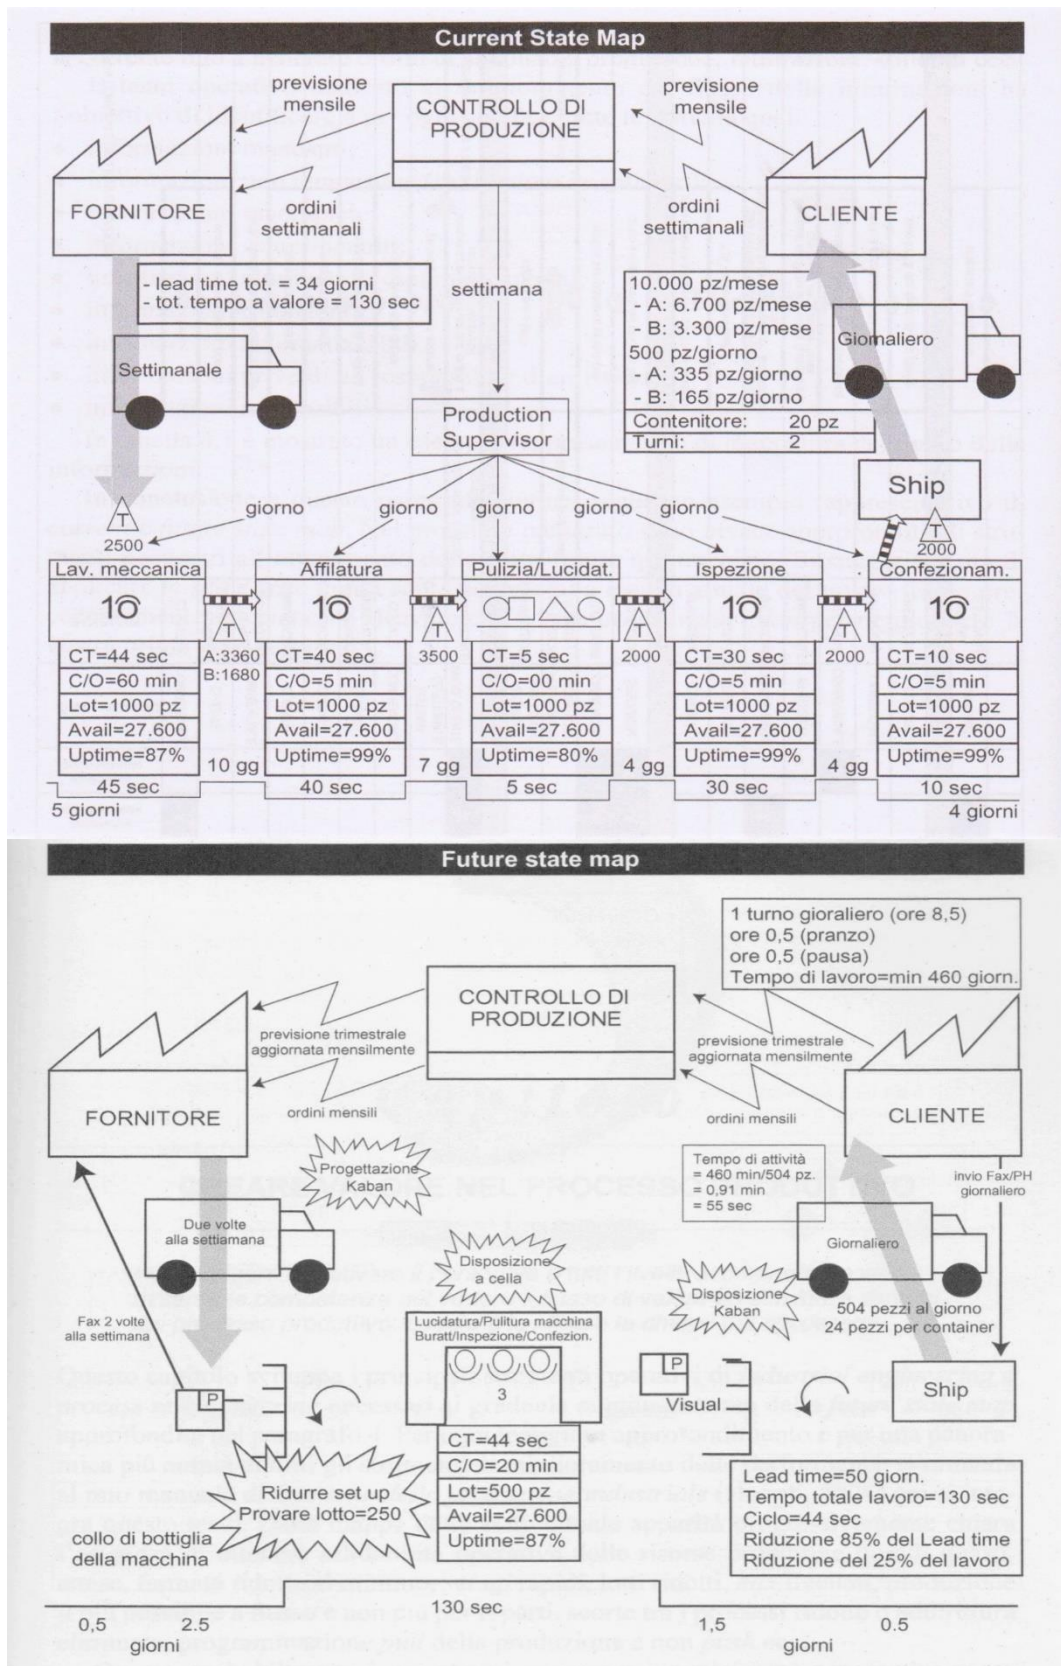 Current State Map
previsione
mensile
CONTROLLO DI
PRODUZIONE
previsione
mensile
FORNITORE
ordini
settimanali
ordini
settimanali
CLIENTE
- lead time tot. = 34 giorni
- tot. tempo a valore = 130 sec
settimana
10.000 pz/mese
- A: 6.700 pz/mese
- B: 3.300 pz/mese
500 pz/giorno
- A: 335 pz/giorno
- B: 165 pz/giorno
Contenitore: 20 pz
Turni: 2
Giornaliero
Settimanale
Production
Supervisor
Ship
T
2500
giorno
giorno
giorno
giorno
giorno
T
2000
Lav. meccanica
Affilatura
Pulizia/Lucidat.
Ispezione
Confezionam.
T
T
T
T
A:3360
B:1680
3500
2000
2000
CT=44 sec
C/O=60 min
Lot=1000 pz
Avail=27.600
Uptime=87%
CT=40 sec
C/O=5 min
Lot=1000 pz
Avail=27.600
Uptime=99%
CT=5 sec
C/O=00 min
Lot=1000 pz
Avail=27.600
Uptime=80%
CT=30 sec
C/O=5 min
Lot=1000 pz
Avail=27.600
Uptime=99%
CT=10 sec
C/O=5 min
Lot=1000 pz
Avail=27.600
Uptime=99%
10 gg
7 gg
4 gg
4 gg
45 sec
40 sec
5 sec
30 sec
10 sec
5 giorni
4 giorni
Future state map
1 turno gioraliero (ore 8,5)
ore 0,5 (pranzo)
ore 0,5 (pausa)
Tempo di lavoro=min 460 giorn.
CONTROLLO DI
PRODUZIONE
previsione trimestrale
aggiornata mensilmente
previsione trimestrale
aggiornata mensilmente
FORNITORE
ordini mensili
ordini mensili
CLIENTE
Progettazione
Kaban
Tempo di attività
= 460 min/504 pz.
= 0,91 min
= 55 sec
invio Fax/PH
giornaliero
Due volte
alla settiamana
Giornaliero
Disposizione
a cella
Disposizione
Kaban
504 pezzi al giorno
24 pezzi per container
Fax 2 volte
alla settimana
Lucidatura/Pulitura macchina
Buratt/Inspezione/Confezion.
3
P
P
Visual
Ship
CT=44 sec
C/O=20 min
Lot=500 pz
Avail=27.600
Uptime=87%
Ridurre set up
Provare lotto=250
collo di bottiglia
della macchina
Lead time=50 giorn.
Tempo totale lavoro=130 sec
Ciclo=44 sec
Riduzione 85% del Lead time
Riduzione del 25% del lavoro
130 sec
0,5
2.5
giorni
1,5
0.5
giorni